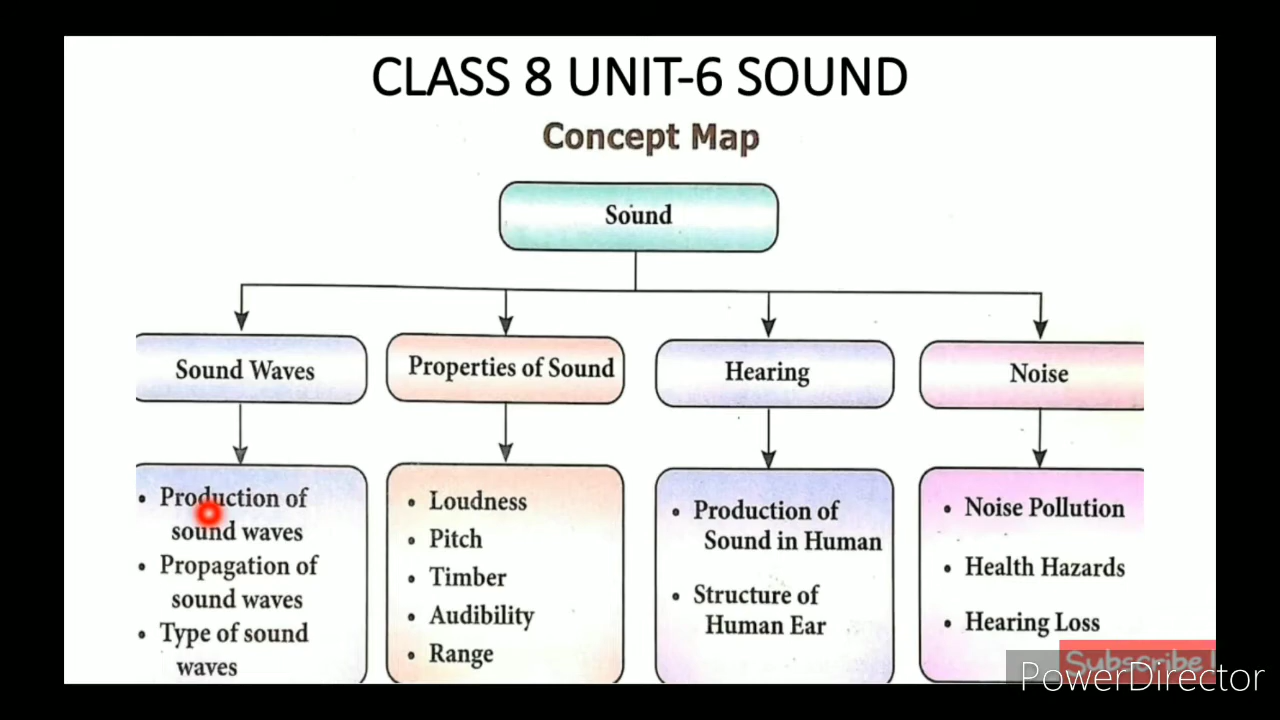 CLASS 8 UNIT-6 SOUND
Concept Map
Sound
Sound Waves
Properties of Sound
Hearing
Noise
• Production of
sound waves
• Propagation of
sound waves
• Type of sound
waves
• Loudness
• Pitch
• Timber
• Audibility
• Range
• Production of
Sound in Human
• Structure of
Human Ear
• Noise Pollution
• Health Hazards
• Hearing Loss
Subscribe!
PowerDirector